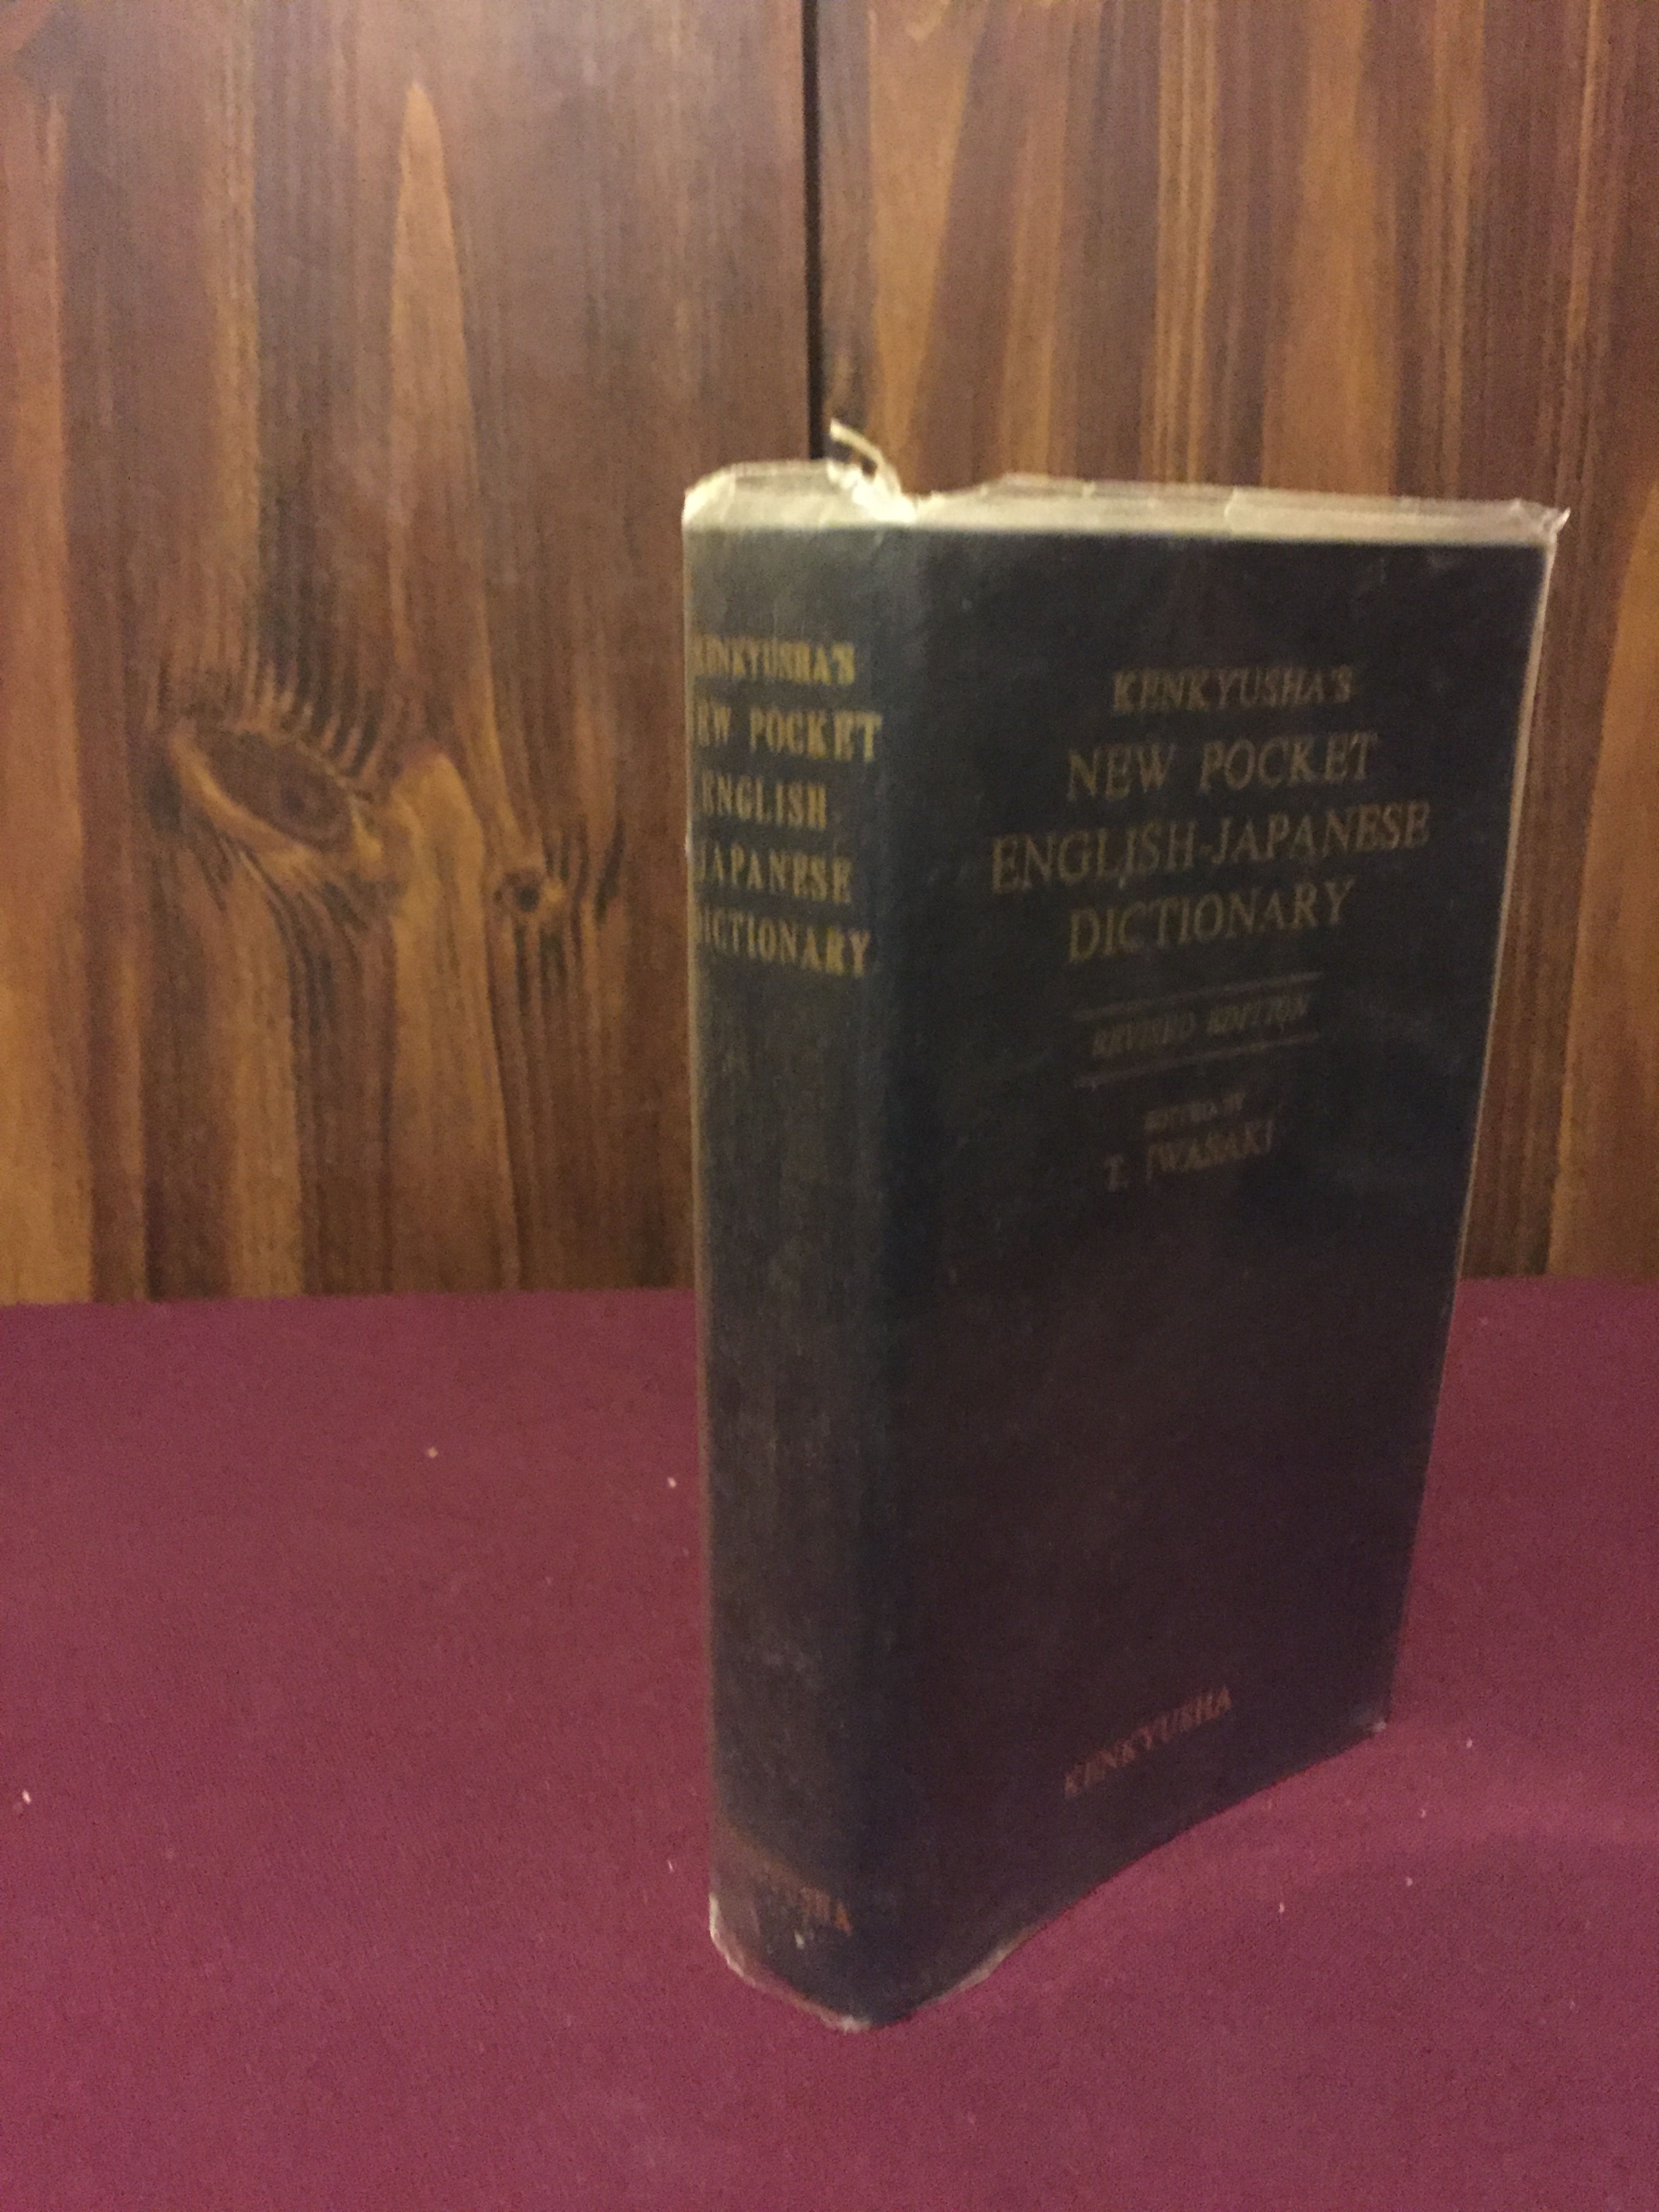 KENKYUSHA'S
NEW POCKET
ENGLISH
JAPANESE
DICTIONARY
KENKYUSHA'S
NEW POCKET
ENGLISH-JAPANESE
DICTIONARY
REVISED EDITION
EDITED BY
T. IWASAKI
KENKYUSHA